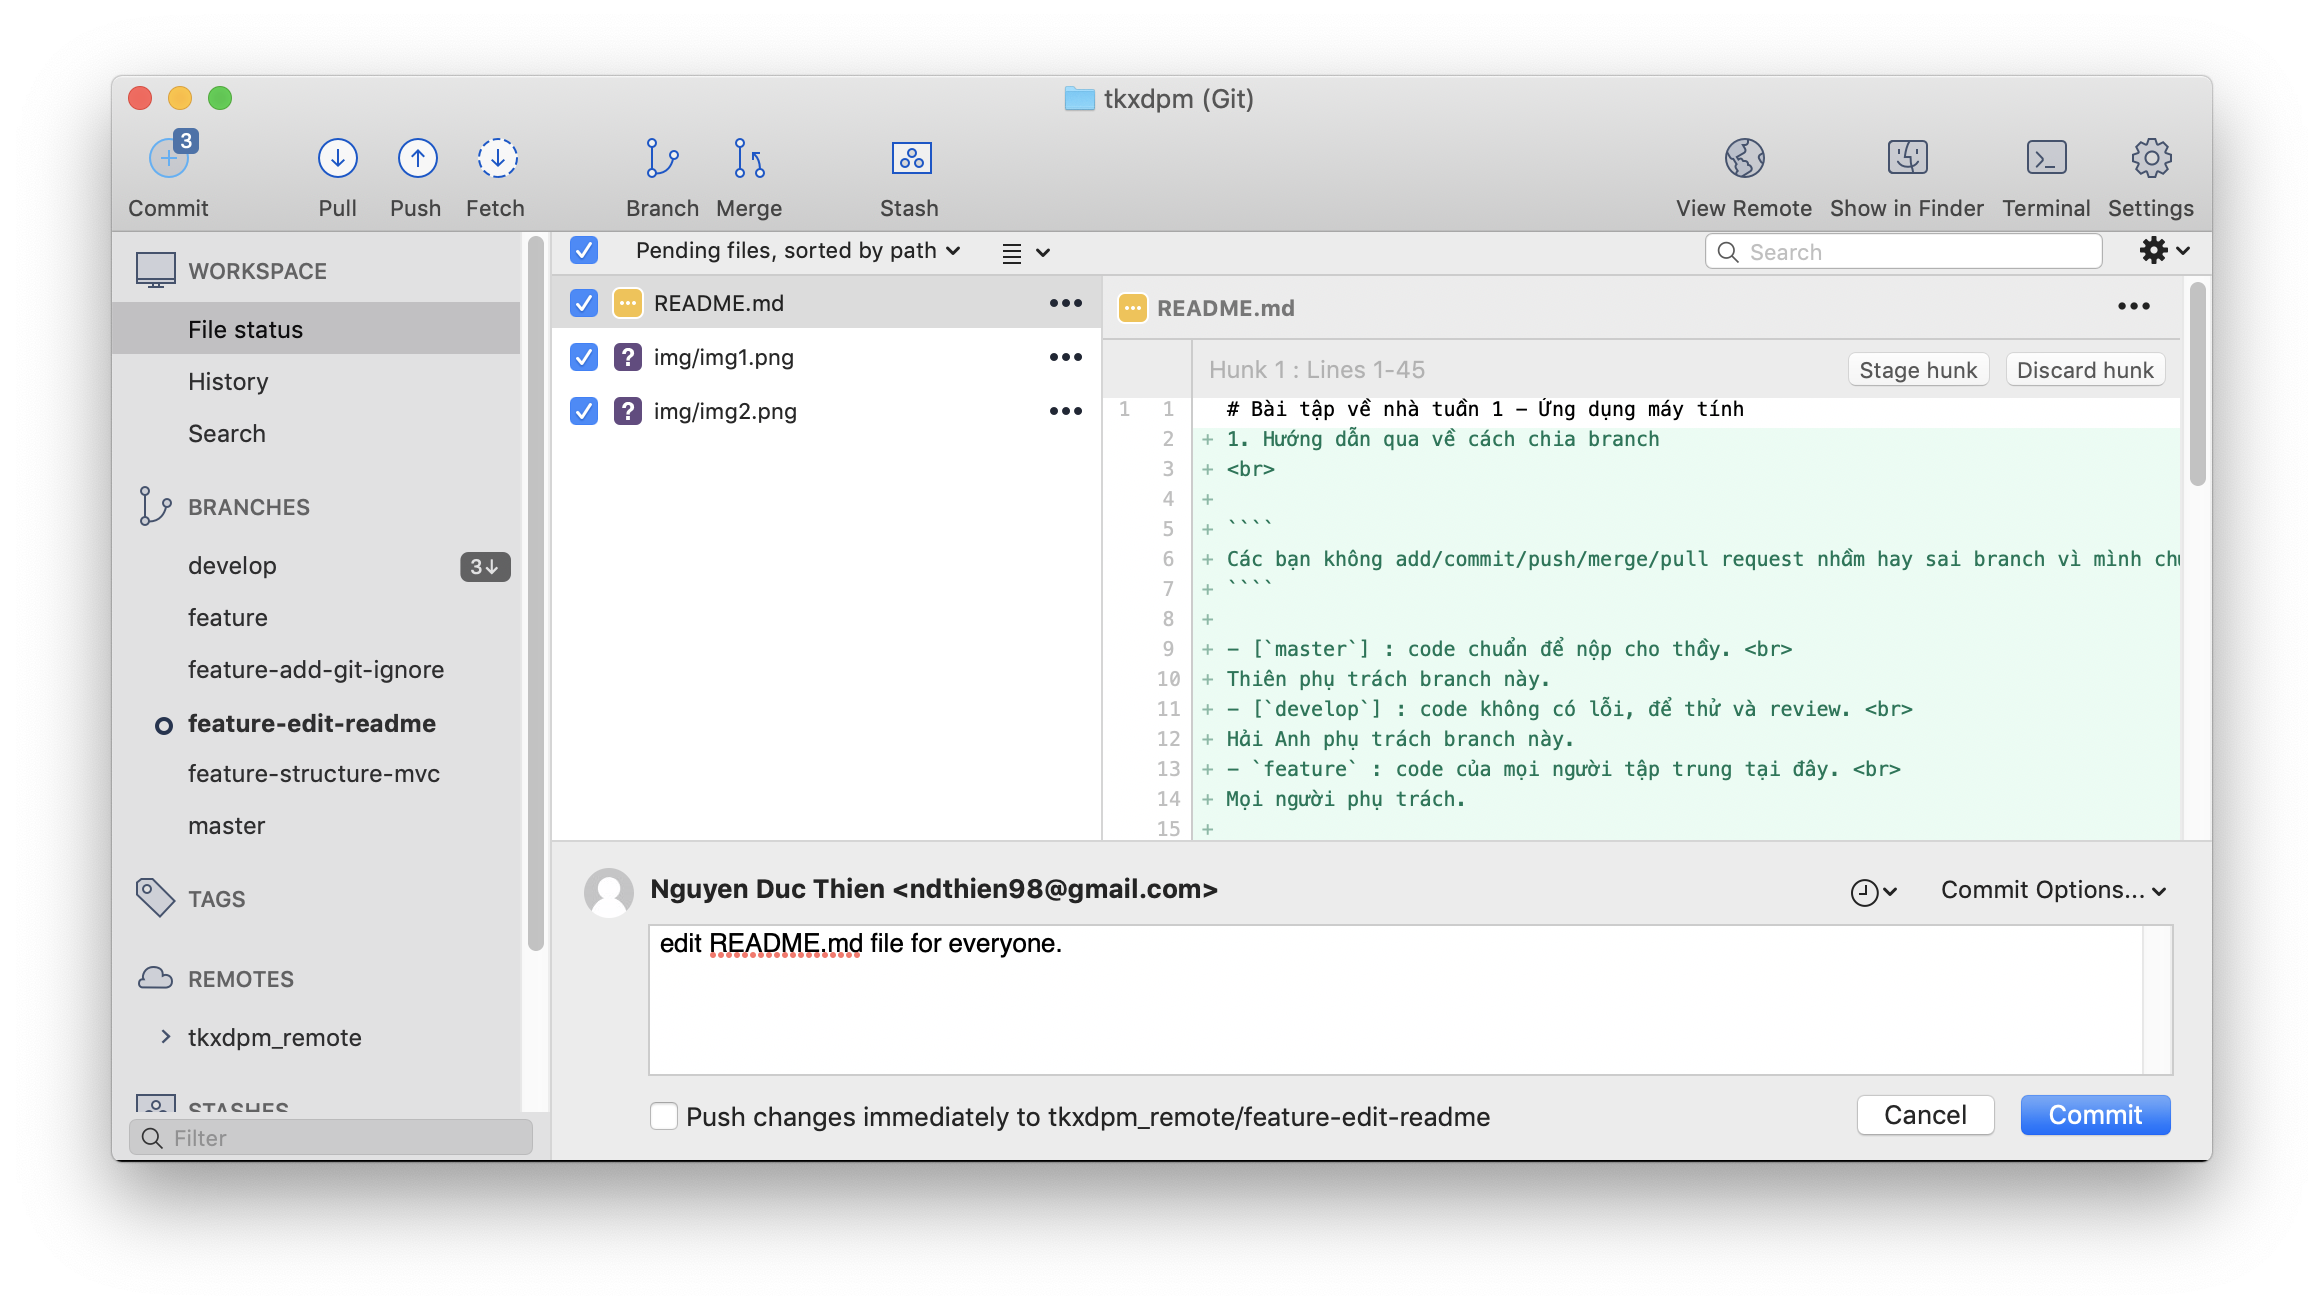 tkxdpm (Git)
3
Commit
Pull
Push
Fetch
Branch
Merge
Stash
View Remote
Show in Finder
Terminal
Settings
WORKSPACE
File status
History
Search
BRANCHES
develop 3↓
feature
feature-add-git-ignore
feature-edit-readme
feature-structure-mvc
master
TAGS
REMOTES
tkxdpm_remote
STASHES
Filter
Pending files, sorted by path
Search
README.md
img/img1.png
img/img2.png
README.md
Hunk 1 : Lines 1-45
Stage hunk
Discard hunk
1 1 # Bài tập về nhà tuần 1 – Ứng dụng máy tính
2 + 1. Hướng dẫn qua về cách chia branch
3 + <br>
4 +
5 + ````
6 + Các bạn không add/commit/push/merge/pull request nhầm hay sai branch vì mình
7 + ````
8 +
9 + – [`master`] : code chuẩn để nộp cho thầy. <br>
10 + Thiên phụ trách branch này.
11 + – [`develop`] : code không có lỗi, để thử và review. <br>
12 + Hải Anh phụ trách branch này.
13 + – `feature` : code của mọi người tập trung tại đây. <br>
14 + Mọi người phụ trách.
15 +
Nguyen Duc Thien <ndthien98@gmail.com>
Commit Options...
edit README.md file for everyone.
Push changes immediately to tkxdpm_remote/feature-edit-readme
Cancel
Commit